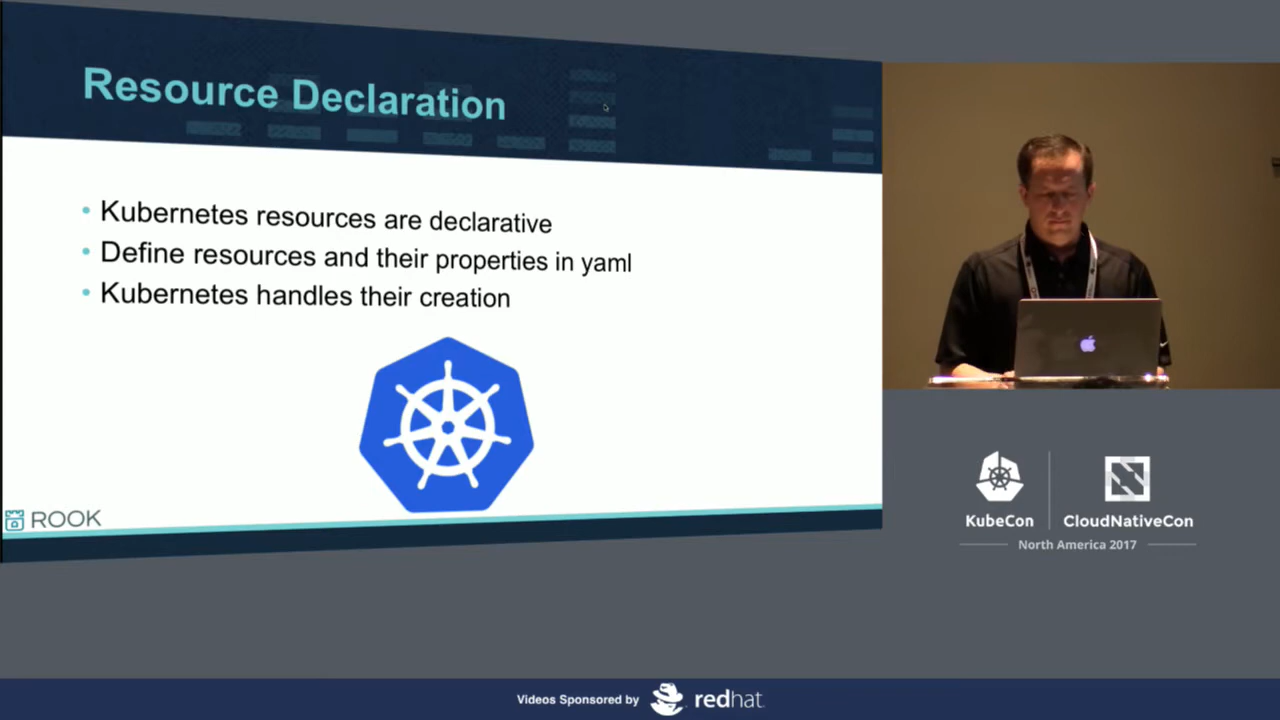 Resource Declaration
Kubernetes resources are declarative
Define resources and their properties in yaml
Kubernetes handles their creation
ROOK
KubeCon
CloudNativeCon
North America 2017
Videos Sponsored by
redhat